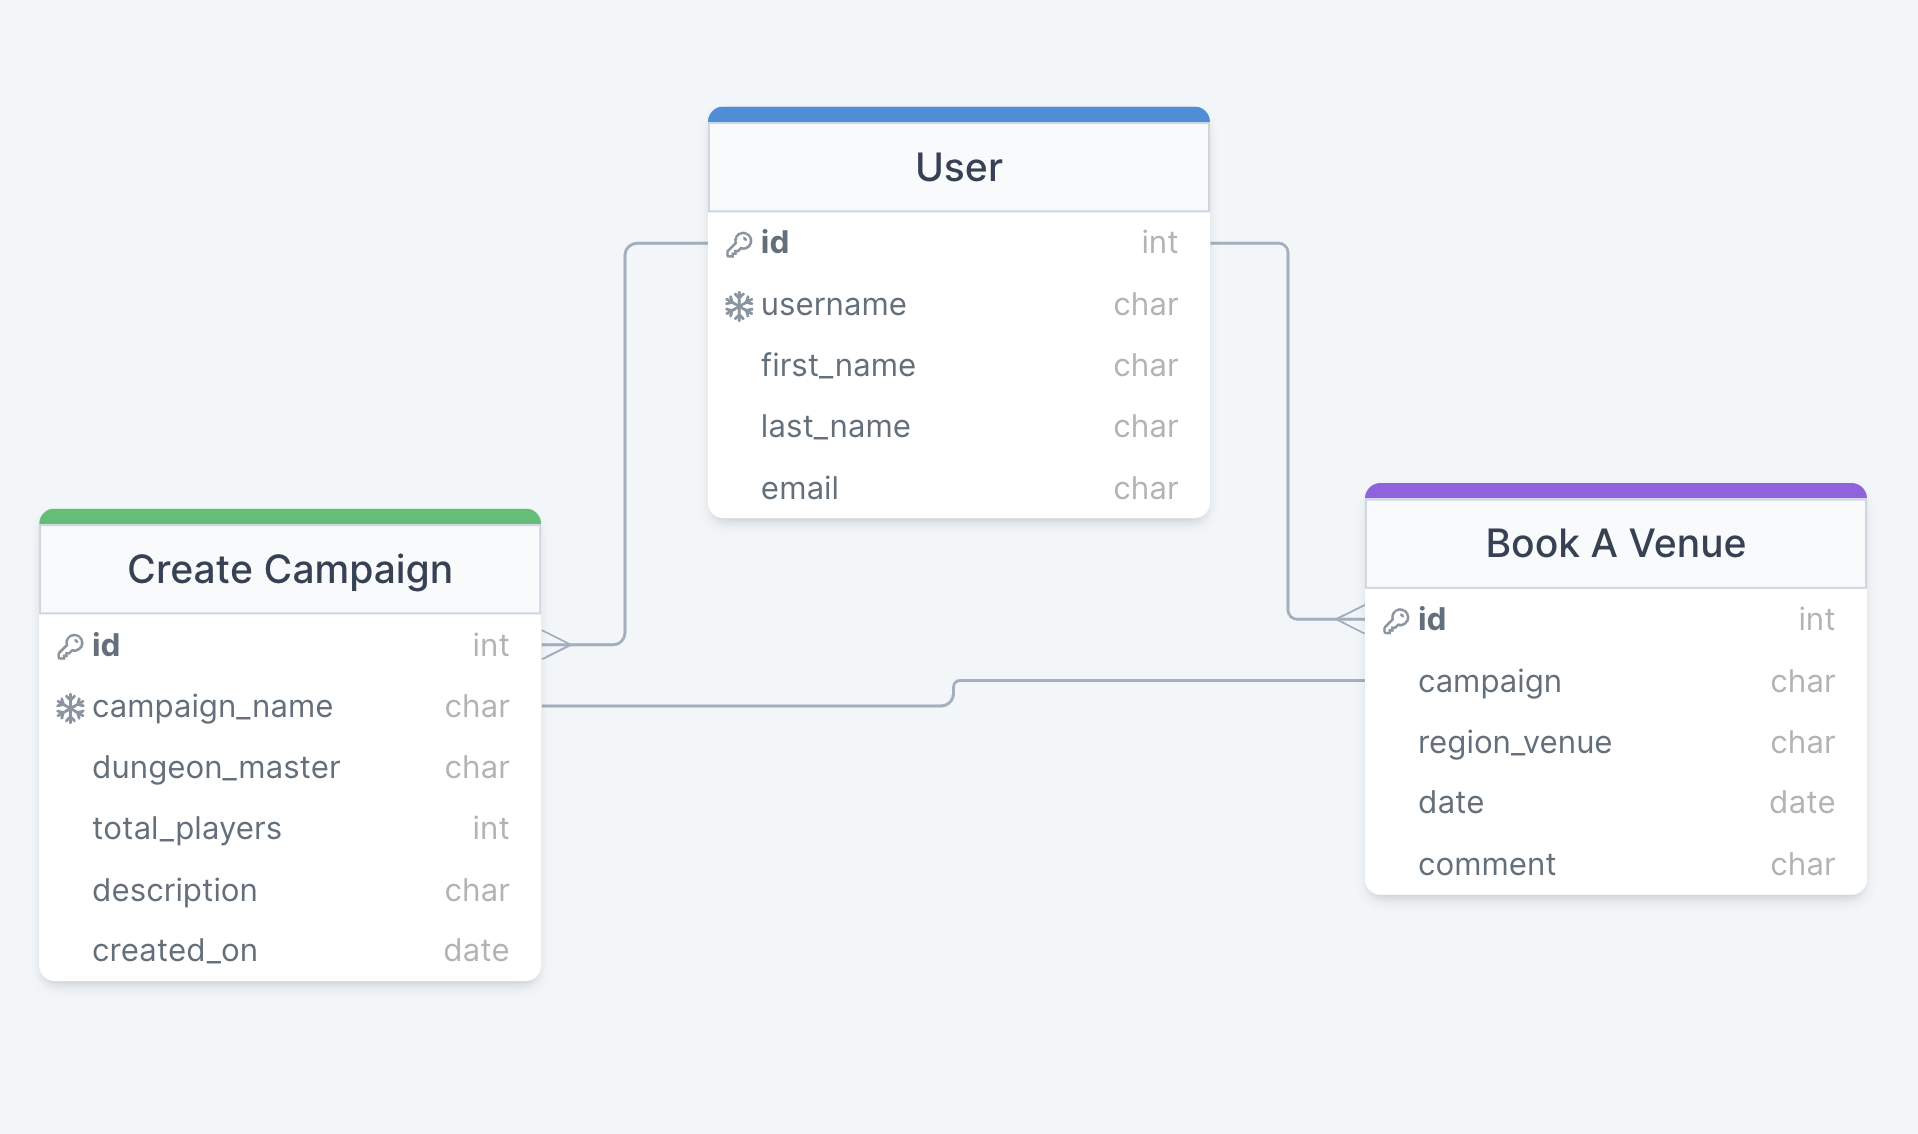 User
id int
username char
first_name char
last_name char
email char
Create Campaign
id int
campaign_name char
dungeon_master char
total_players int
description char
created_on date
Book A Venue
id int
campaign char
region_venue char
date date
comment char